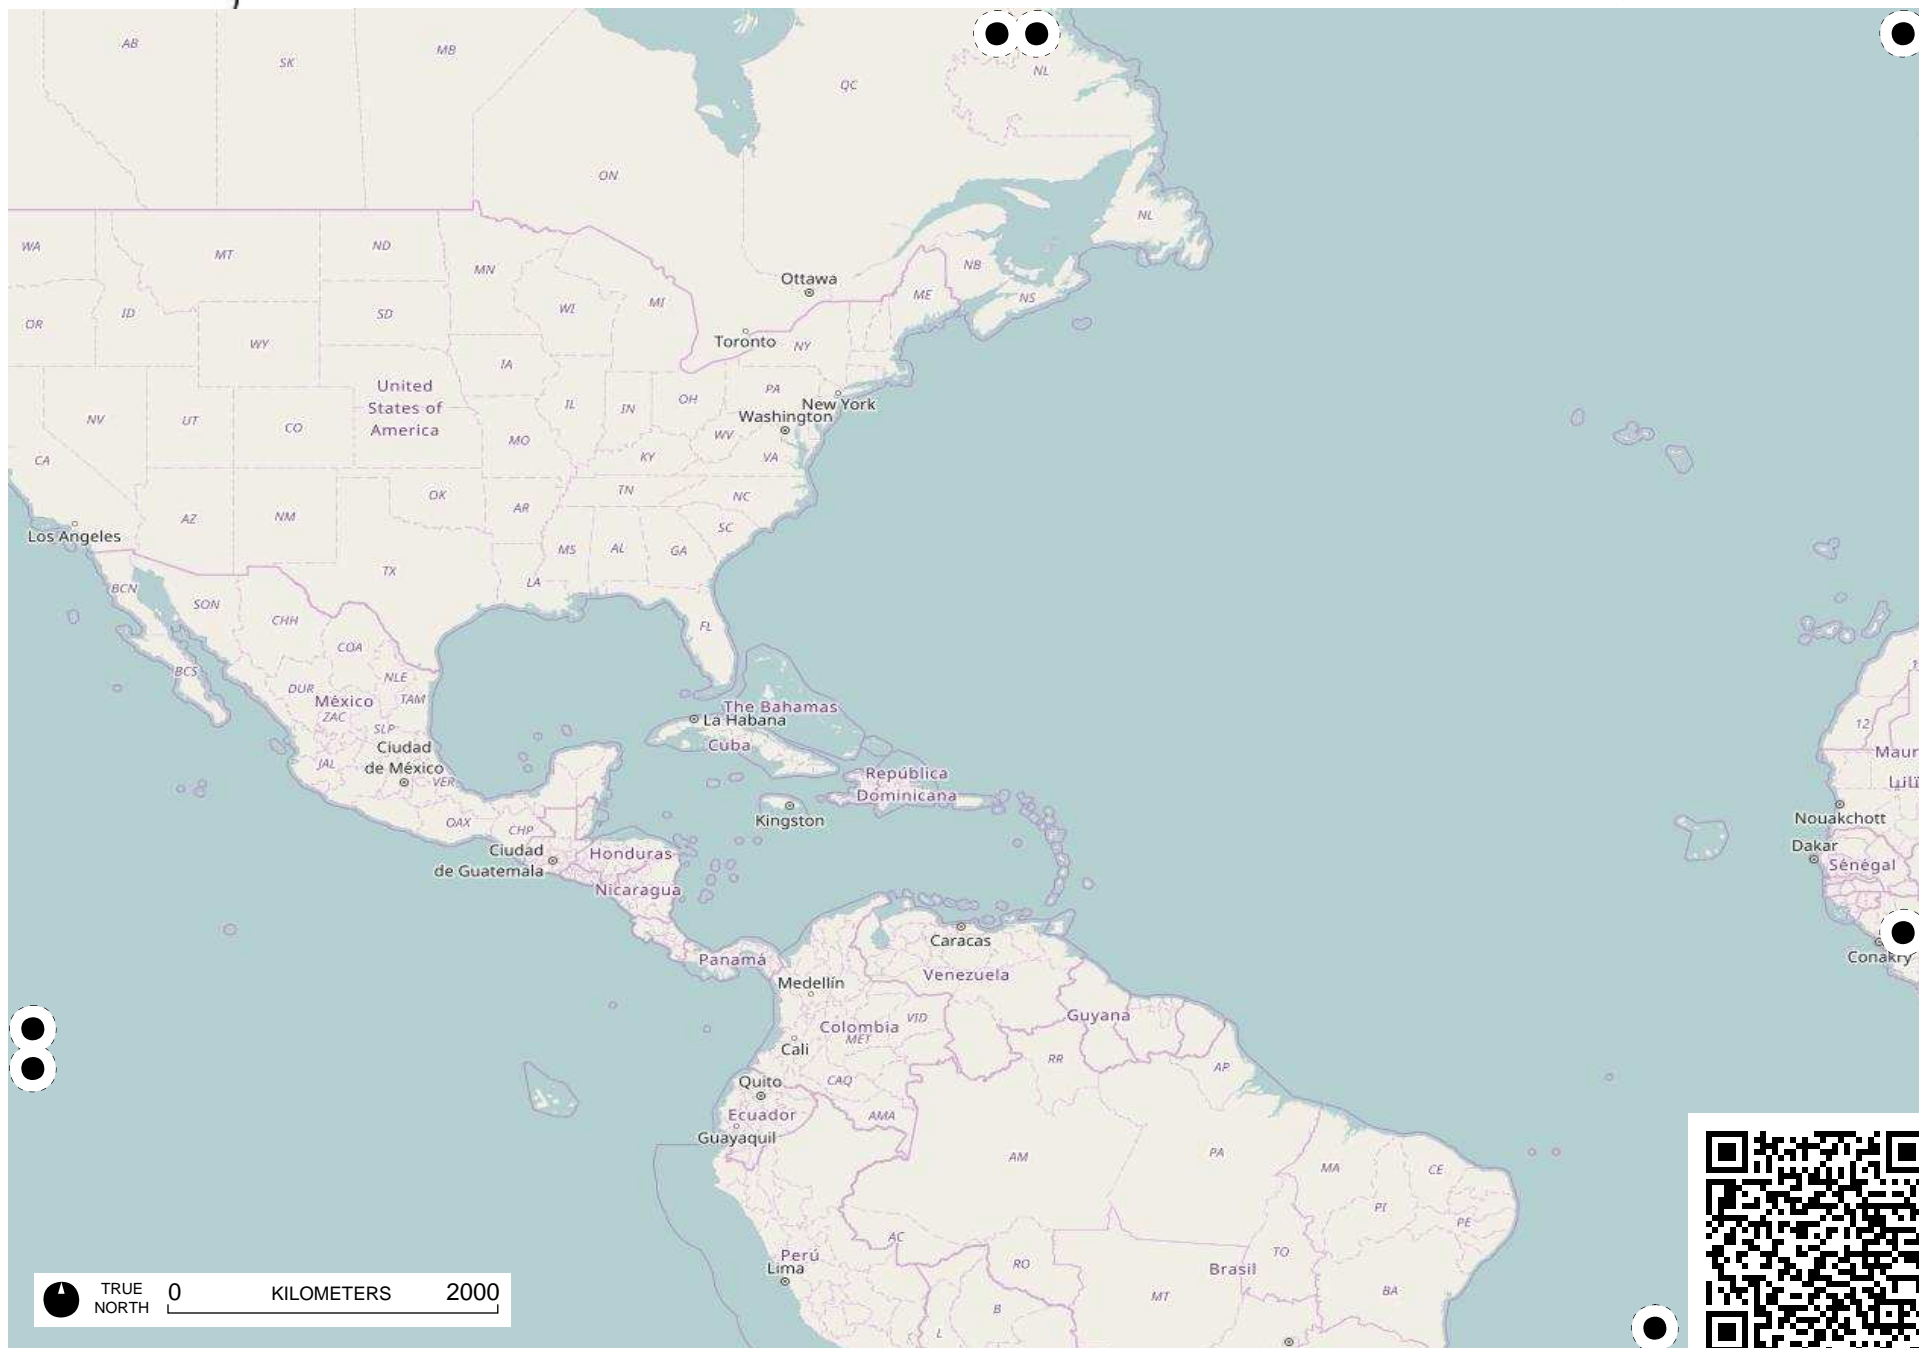 AB
SK
MB
QC
NL
ON
NL
WA
MT
ND
MN
NB
Ottawa
ME
NS
OR
ID
SD
WI
MI
WY
Toronto
NY
IA
United
States of
America
PA
NV
UT
CO
IL
IN
OH
New York
Washington
MO
WV
CA
KY
VA
OK
TN
NC
AZ
NM
AR
SC
Los Angeles
MS
AL
GA
TX
BCN
LA
SON
CHH
FL
COA
BCS
NLE
DUR
México
TAM
The Bahamas
ZAC
La Habana
12
SLP
Cuba
Ciudad
de México
JAL
VER
República
Dominicana
Maur
Kingston
OAX
CHP
Nouakchott
Ciudad
de Guatemala
Honduras
Dakar
Sénégal
Nicaragua
Caracas
Panamá
Conakry
Medellín
Venezuela
Guyana
Colombia
VID
MET
Cali
RR
AP
Quito
CAQ
Ecuador
AMA
Guayaquil
AM
PA
MA
CE
PI
PE
AC
Perú
Lima
RO
TO
Brasil
MT
BA
B
L
TRUE
NORTH
0 KILOMETERS 2000